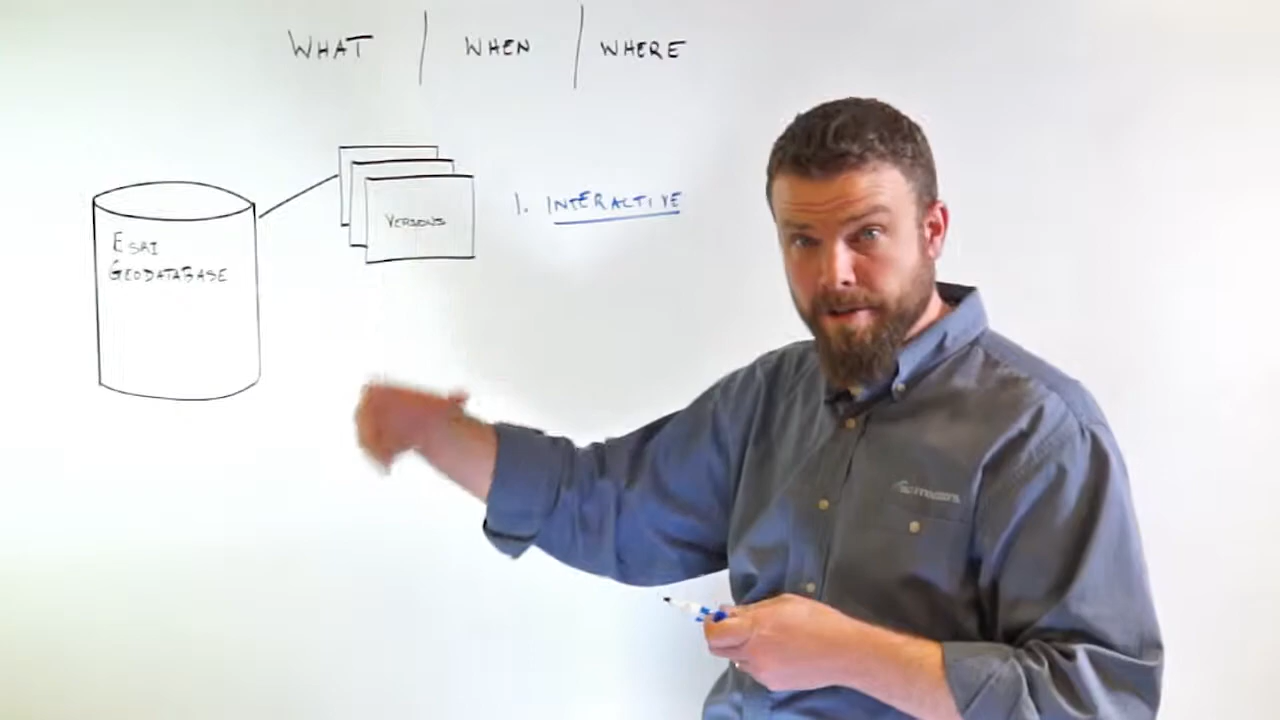 WHAT | WHEN | WHERE
VERSIONS
1. INTERACTIVE
ESRI
GEODATABASE